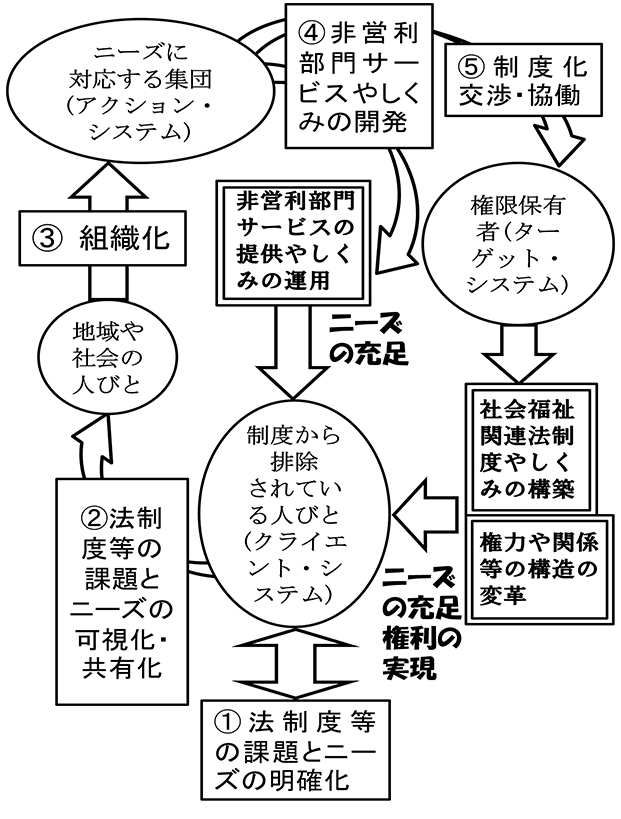 ニーズに
対応する集団
(アクション・
システム)
④非営利
部門サー
ビスやしく
みの開発
⑤制度化
交渉・協働
③ 組織化
非営利部門
サービスの
提供やしく
みの運用
権限保有
者(ター
ゲット・
システム)
地域や
社会の
人びと
ニーズ
の充足
社会福祉
関連法制
度やしく
みの構築
制度から
排除
されてい
る人びと
(クライエ
ント・シ
ステム)
②法制
度等の
課題と
ニーズの
可視化・
共有化
権力や関係
等の構造の
変革
ニーズ
の充足
権利の
実現
①法制度等
の課題とニー
ズの明確化